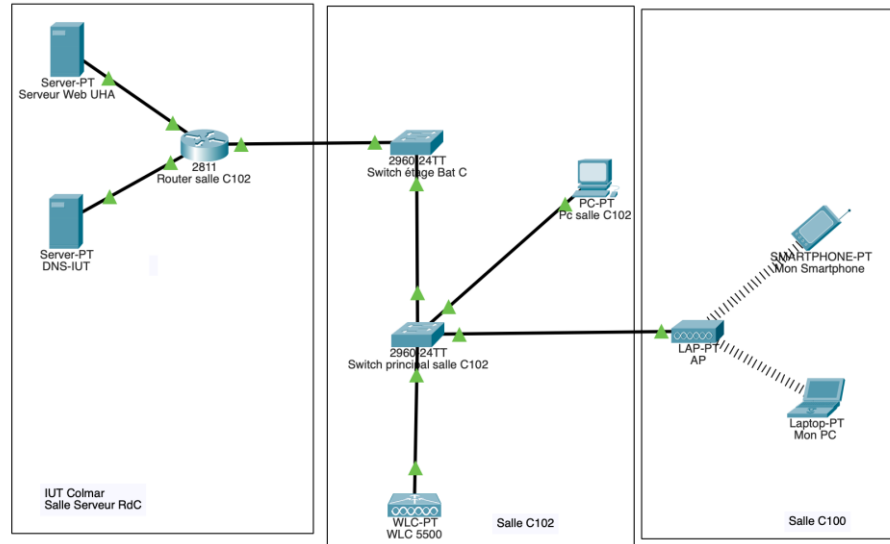 Server-PT
Serveur Web UHA
2811
Router salle C102
Server-PT
DNS-IUT
IUT Colmar
Salle Serveur RdC
2960-24TT
Switch étage Bat C
PC-PT
Pc salle C102
2960-24TT
Switch principal salle C102
WLC-PT
WLC 5500
Salle C102
SMARTPHONE-PT
Mon Smartphone
LAP-PT
AP
Laptop-PT
Mon PC
Salle C100